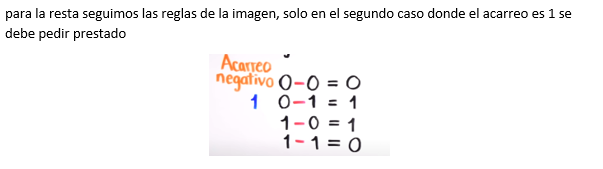 para la resta seguimos las reglas de la imagen, solo en el segundo caso donde el acarreo es 1 se
debe pedir prestado
Acarreo
negativo 0-0 = 0
1 0-1 = 1
1-0 = 1
1-1 = 0